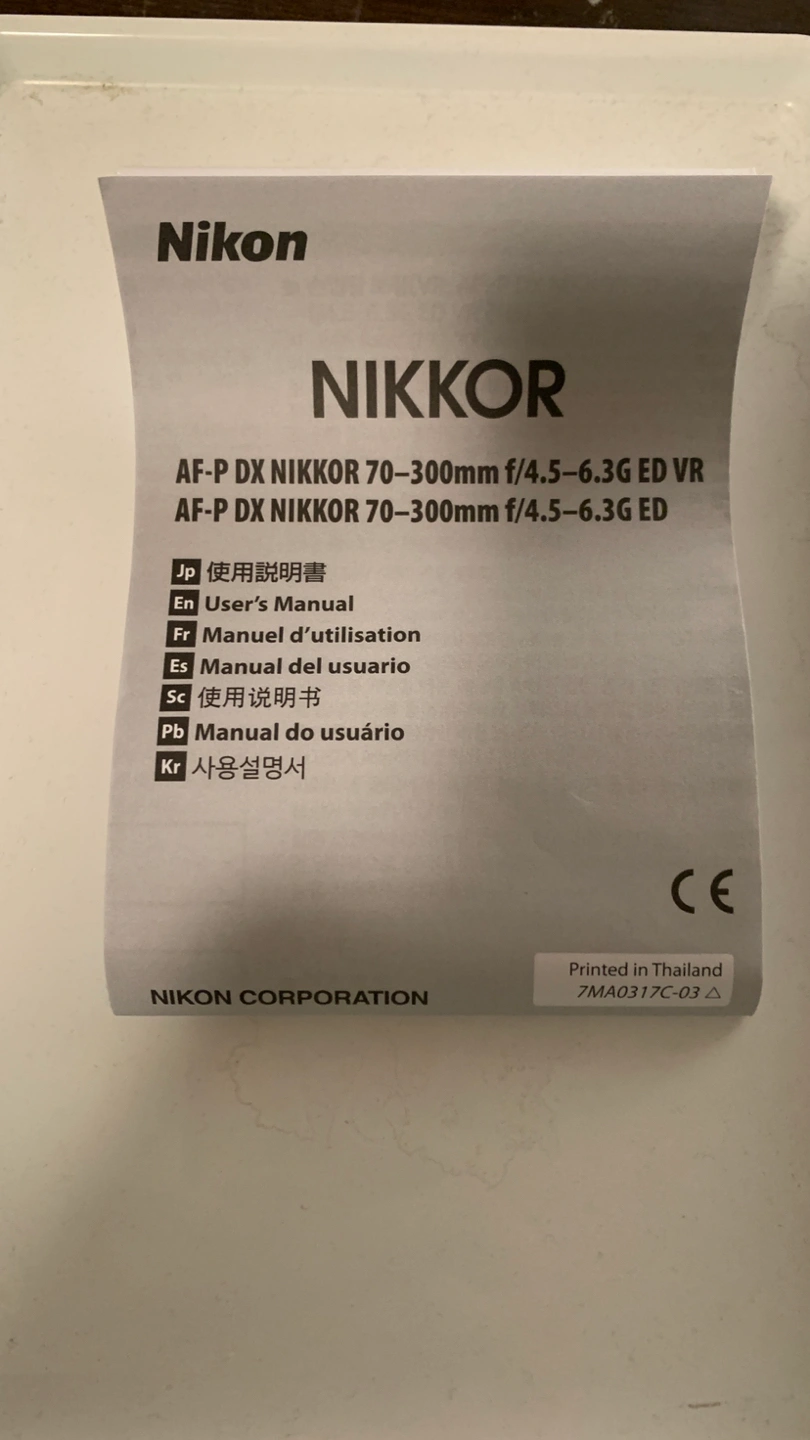 Nikon
NIKKOR
AF-P DX NIKKOR 70–300mm f/4.5–6.3G ED VR
AF-P DX NIKKOR 70–300mm f/4.5–6.3G ED
Jp 使用説明書
En User’s Manual
Fr Manuel d’utilisation
Es Manual del usuario
Sc 使用说明书
Pb Manual do usuário
Kr 사용설명서
CE
Printed in Thailand
NIKON CORPORATION
7MA0317C-03 △